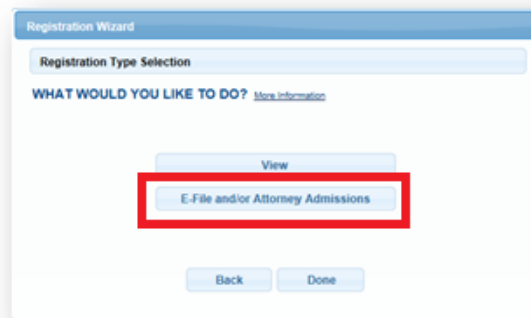 Registration Wizard
Registration Type Selection
WHAT WOULD YOU LIKE TO DO? More Information
View
E-File and/or Attorney Admissions
Back Done